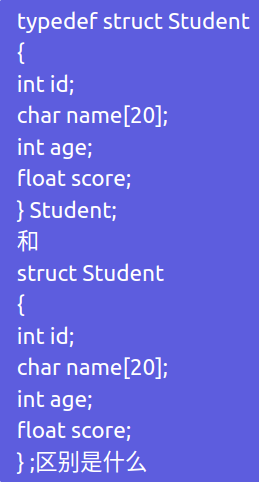 typedef struct Student
{
int id;
char name[20];
int age;
float score;
} Student;
和
struct Student
{
int id;
char name[20];
int age;
float score;
} ;区别是什么